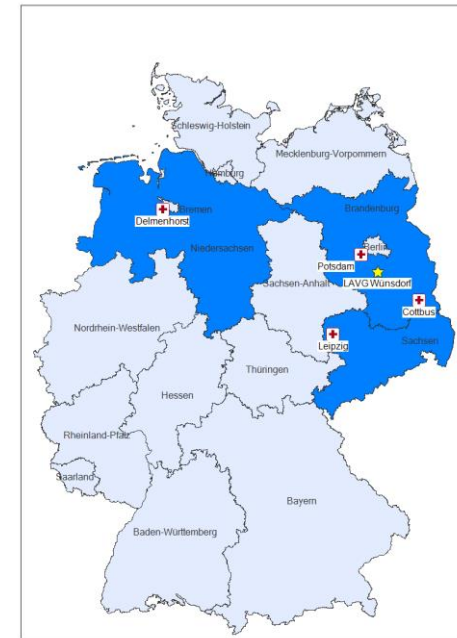 Schleswig-Holstein
Mecklenburg-Vorpommern
Hamburg
Bremen
Brandenburg
Delmenhorst
Niedersachsen
Berlin
Potsdam
LAVG Wünsdorf
Sachsen-Anhalt
Cottbus
Nordrhein-Westfalen
Leipzig
Sachsen
Thüringen
Hessen
Rheinland-Pfalz
Saarland
Bayern
Baden-Württemberg